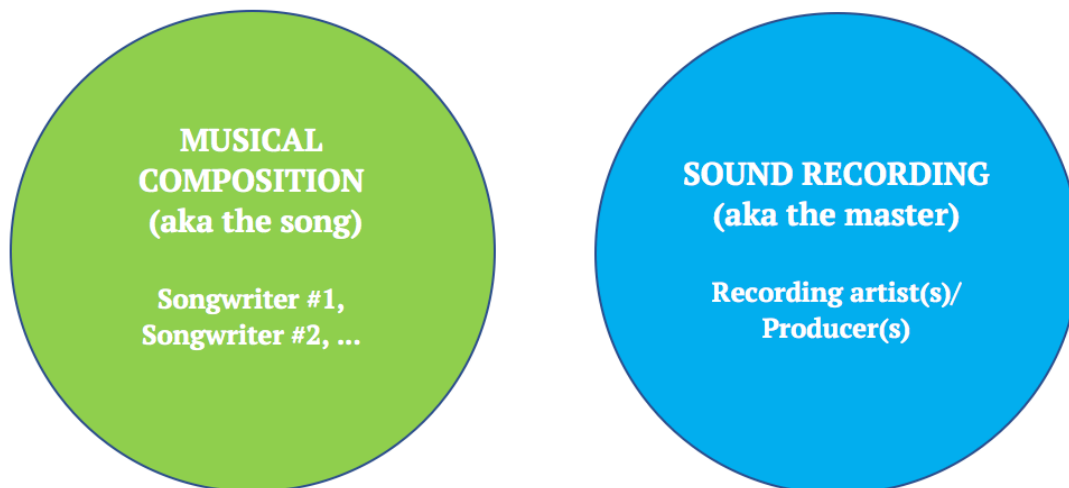 MUSICAL
COMPOSITION
(aka the song)
Songwriter #1,
Songwriter #2, ...
SOUND RECORDING
(aka the master)
Recording artist(s)/
Producer(s)